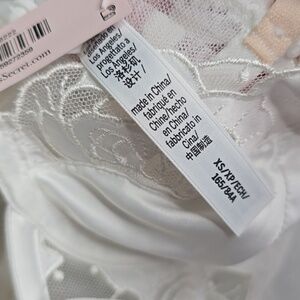 Secret.com
Los Angeles/
progettato a
Los Angeles/
洛杉矶
设计/
made in China/
fabriqué en
Chine/hecho
en China/
fabbricato in
Cina/
中国制造
XS/XP/ECH/
165/84A